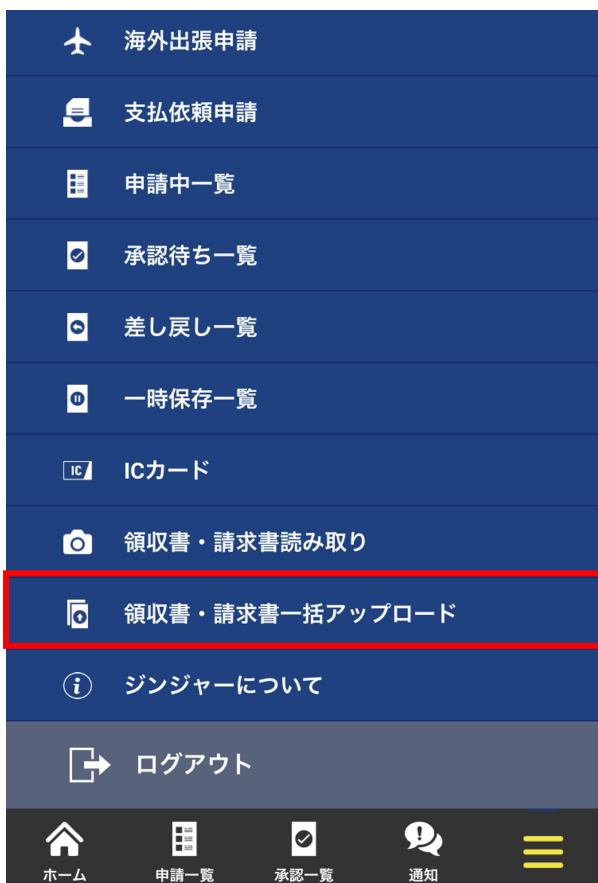 海外出張申請
支払依頼申請
申請中一覧
承認待ち一覧
差し戻し一覧
一時保存一覧
IC
ICカード
領収書・請求書読み取り
領収書・請求書一括アップロード
ジンジャーについて
ログアウト
ホーム 申請一覧 承認一覧 通知